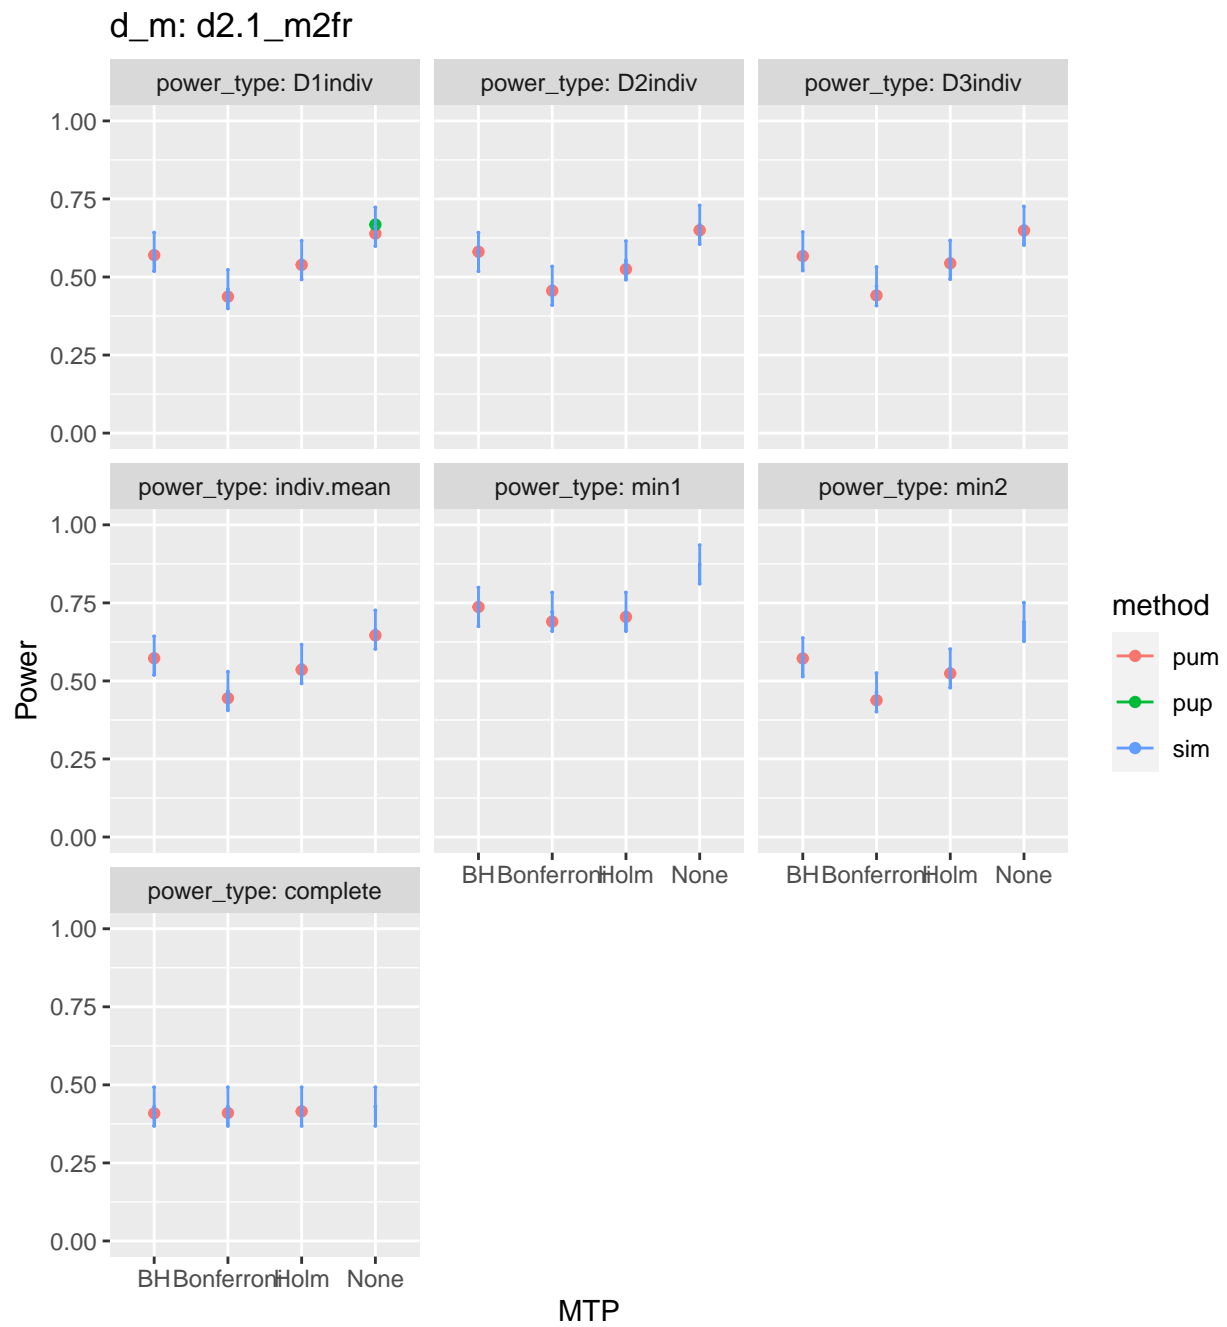 d_m: d2.1_m2fr
power_type: D1indiv power_type: D2indiv power_type: D3indiv
1.00
0.75
0.50
0.25
0.00
power_type: indiv.mean power_type: min1 power_type: min2
1.00
0.75
0.50
0.25
0.00
BH Bonferroni Holm None BH Bonferroni Holm None
power_type: complete
1.00
0.75
0.50
0.25
0.00
BH Bonferroni Holm None
MTP
Power
method
pum
pup
sim